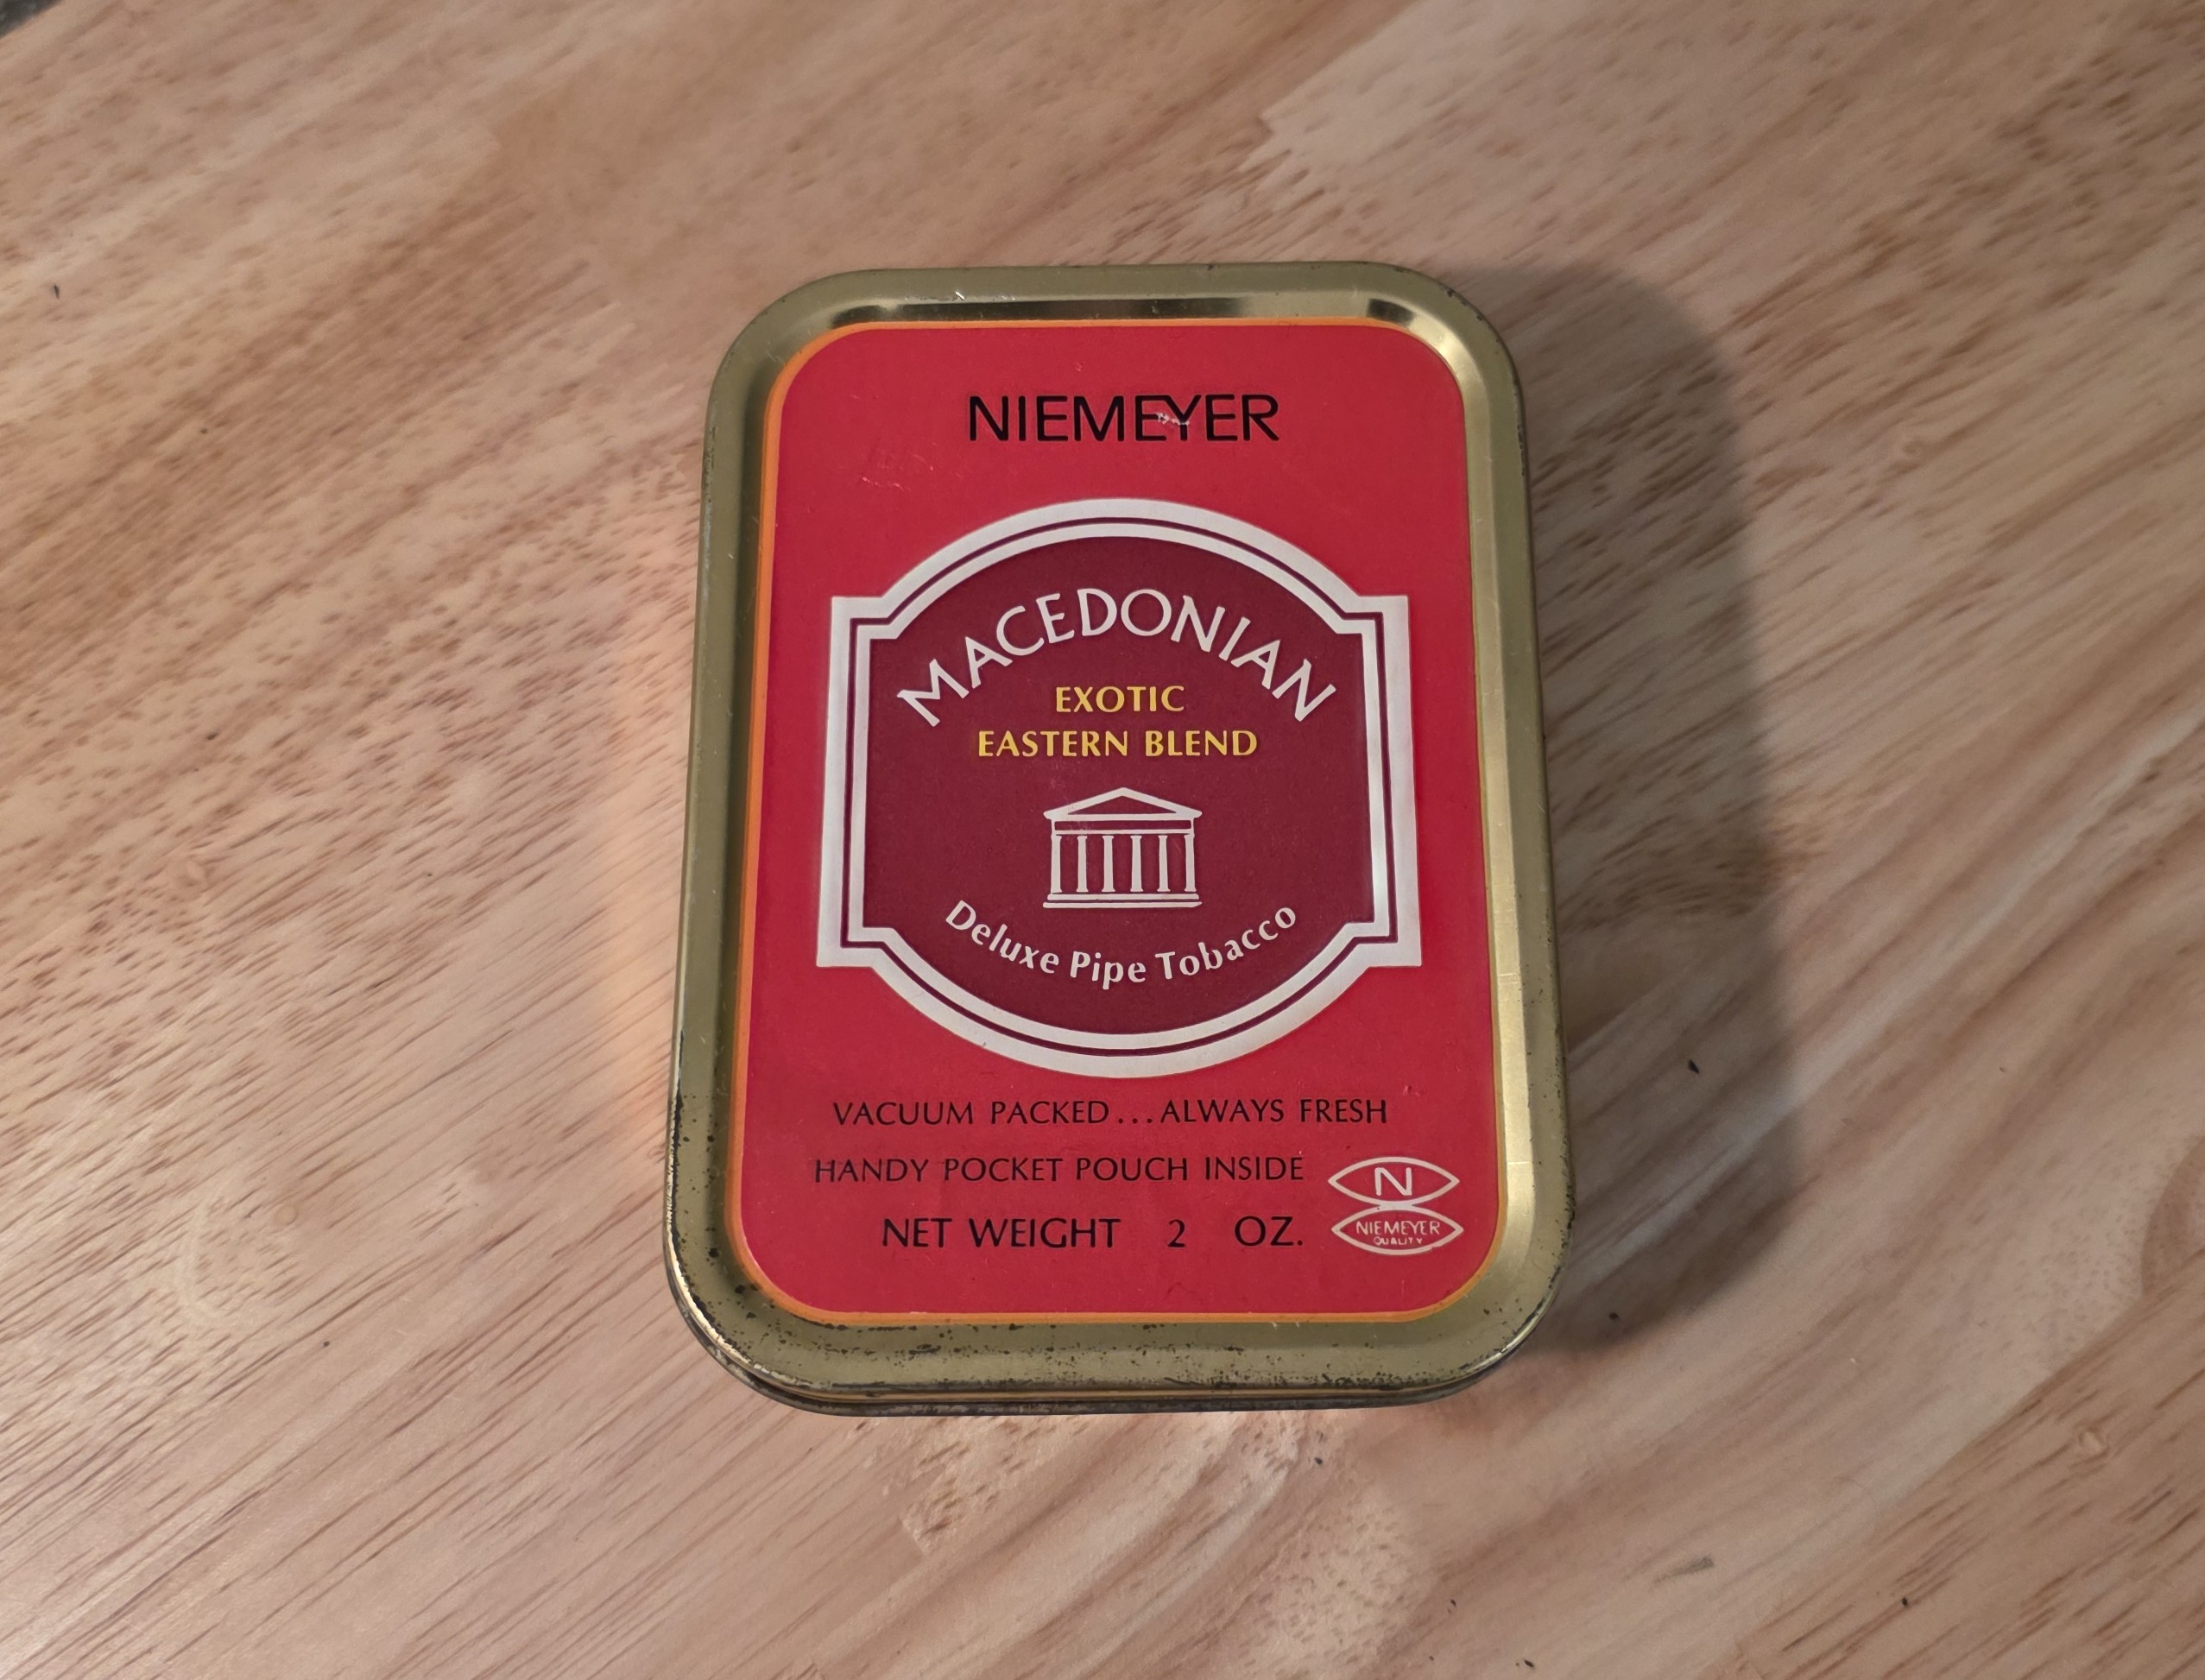 NIEMEYER
MACEDONIAN
EXOTIC
EASTERN BLEND
Deluxe Pipe Tobacco
VACUUM PACKED...ALWAYS FRESH
HANDY POCKET POUCH INSIDE
NET WEIGHT 2 OZ.
N
NIEMEYER
QUALITY